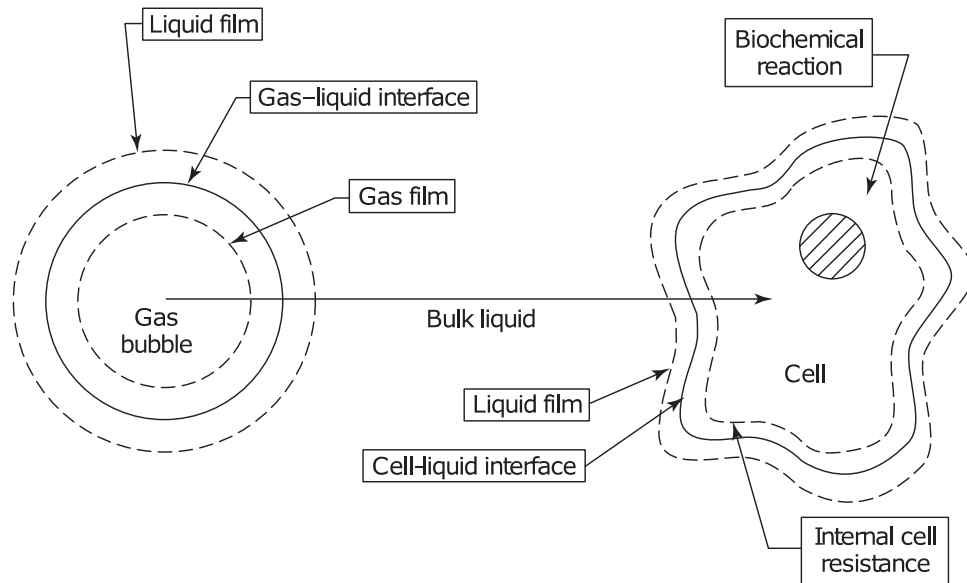 Liquid film
Gas–liquid interface
Gas film
Gas
bubble
Bulk liquid
Biochemical
reaction
Cell
Liquid film
Cell-liquid interface
Internal cell
resistance